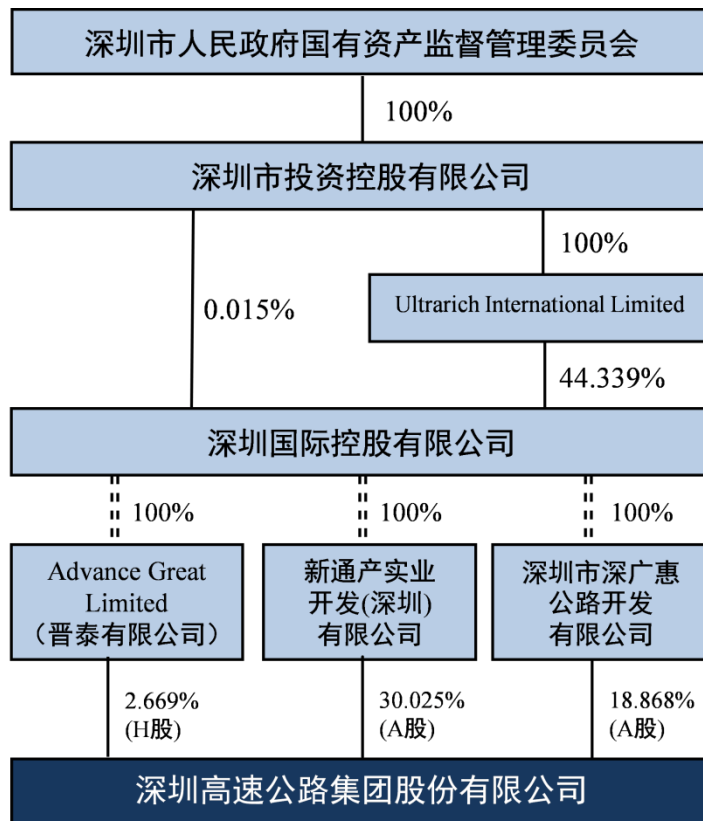 深圳市人民政府国有资产监督管理委员会
100%
深圳市投资控股有限公司
100%
0.015%
Ultrarich International Limited
44.339%
深圳国际控股有限公司
100%
100%
100%
Advance Great
Limited
（晋泰有限公司）
新通产实业
开发(深圳)
有限公司
深圳市深广惠
公路开发
有限公司
2.669%
(H股)
30.025%
(A股)
18.868%
(A股)
深圳高速公路集团股份有限公司